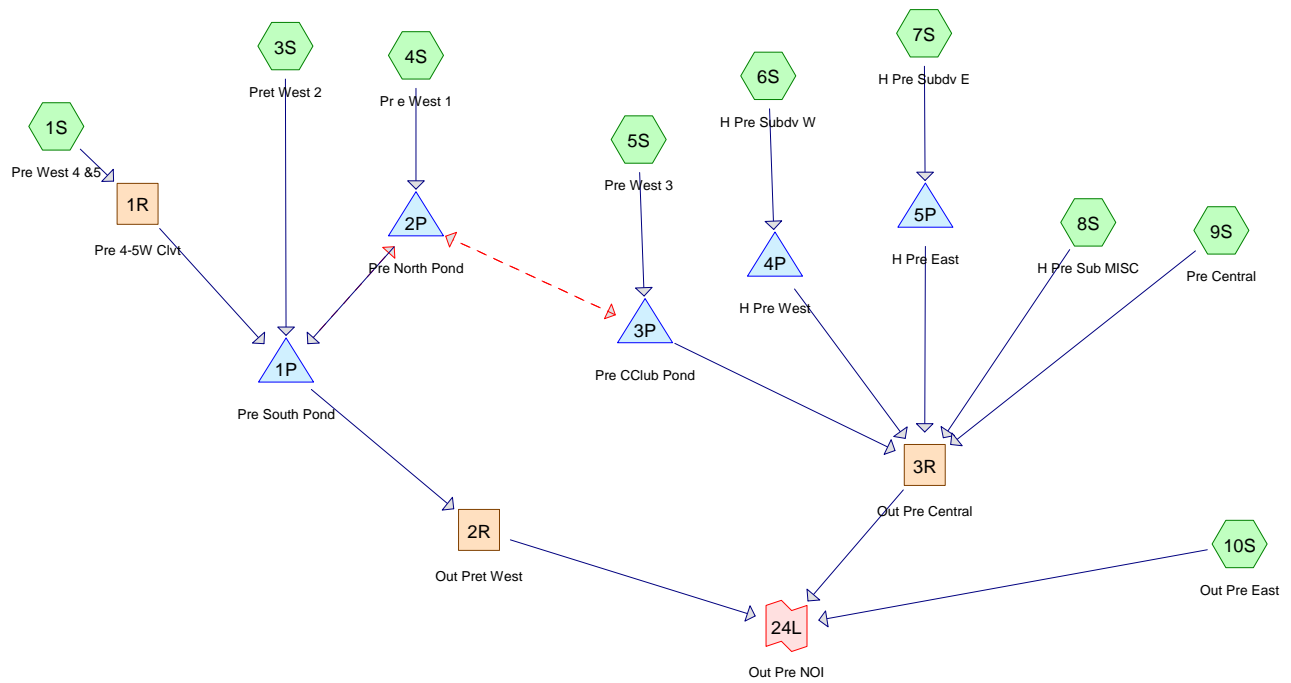 7S
H Pre Subdv E
3S
Pret West 2
4S
Pr e West 1
6S
H Pre Subdv W
1S
Pre West 4 &5
5S
Pre West 3
1R
Pre 4-5W Clvt
2P
Pre North Pond
5P
H Pre East
8S
H Pre Sub MISC
9S
Pre Central
4P
H Pre West
3P
Pre CClub Pond
1P
Pre South Pond
3R
Out Pre Central
2R
Out Pret West
10S
Out Pre East
24L
Out Pre NOI